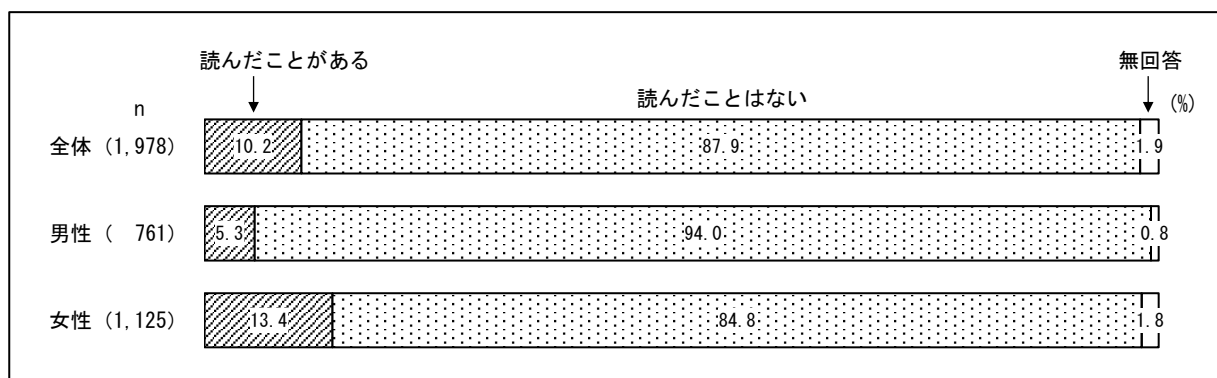 読んだことがある
無回答
n
読んだことはない
(%)
全体 (1,978) 10.2 87.9 1.9
男性 ( 761) 5.3 94.0 0.8
女性 (1,125) 13.4 84.8 1.8